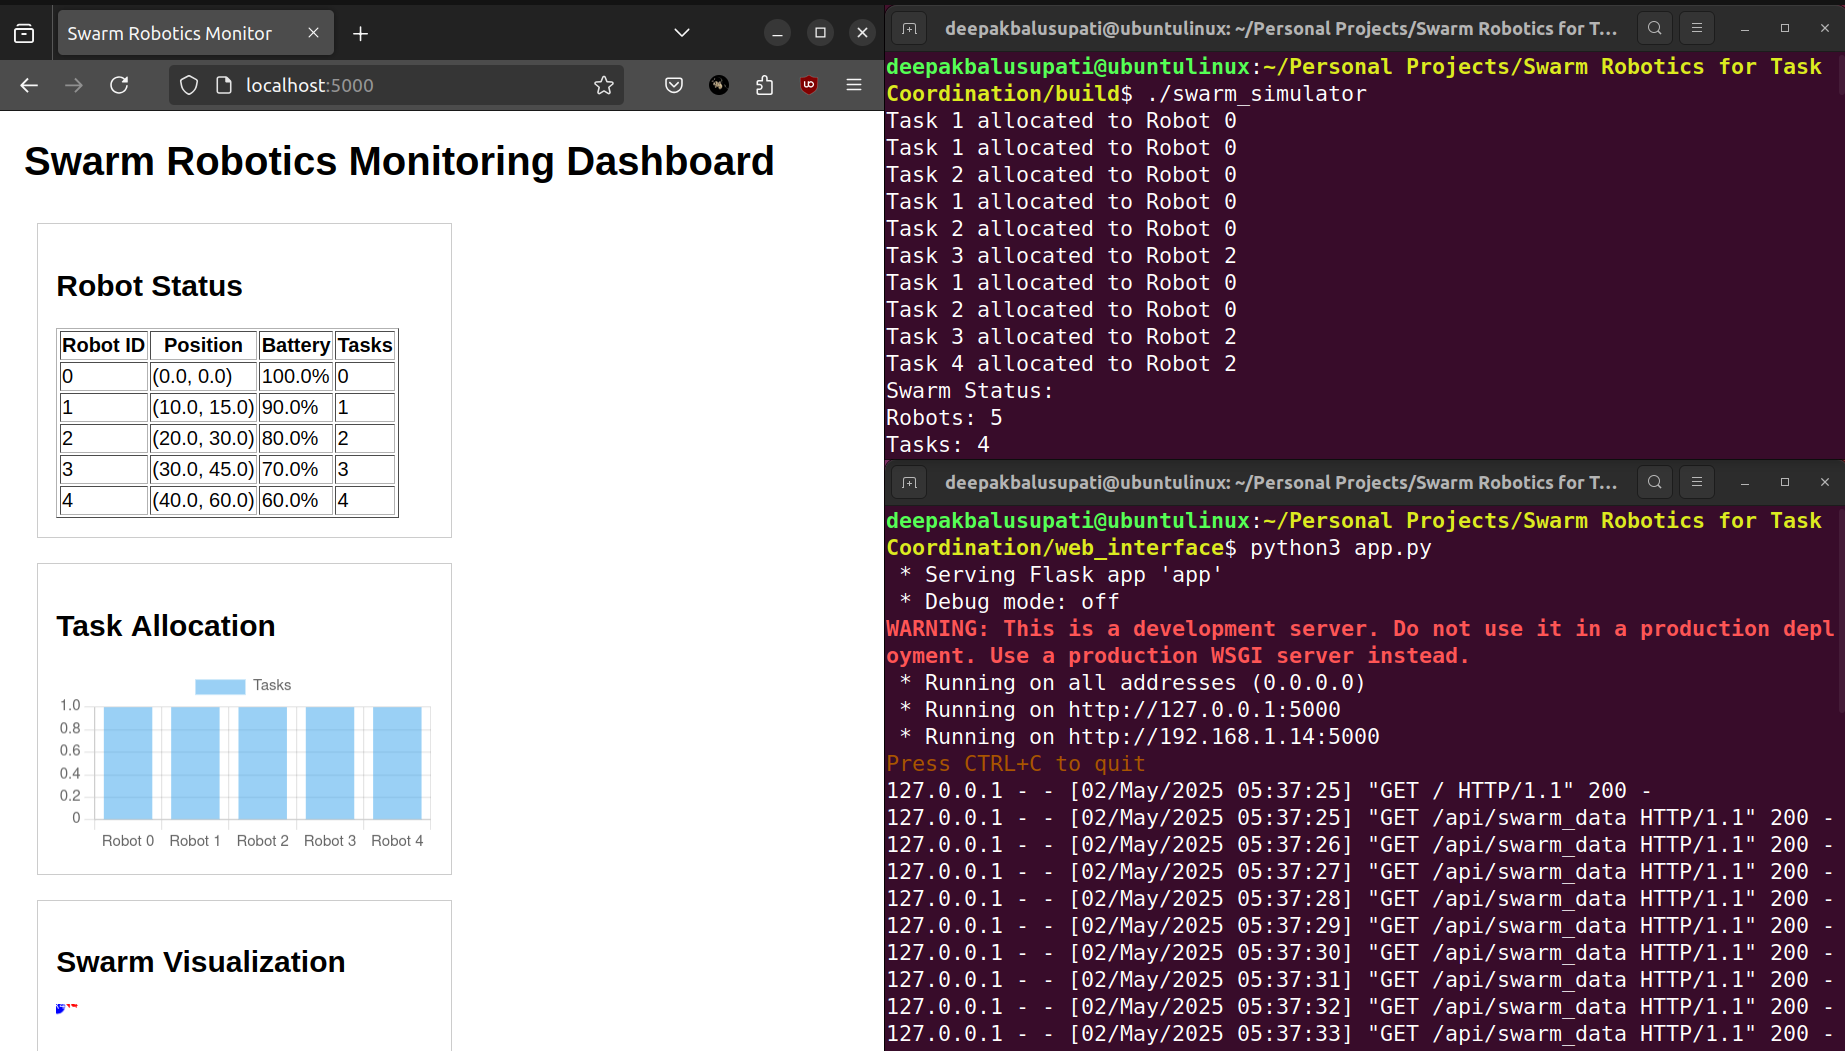 Swarm Robotics Monitor
localhost:5000
Swarm Robotics Monitoring Dashboard
Robot Status
Robot ID Position Battery Tasks
0 (0.0, 0.0) 100.0% 0
1 (10.0, 15.0) 90.0% 1
2 (20.0, 30.0) 80.0% 2
3 (30.0, 45.0) 70.0% 3
4 (40.0, 60.0) 60.0% 4
Task Allocation
Tasks
1.0
0.8
0.6
0.4
0.2
0
Robot 0 Robot 1 Robot 2 Robot 3 Robot 4
Swarm Visualization
deepakbalusupati@ubuntulinux: ~/Personal Projects/Swarm Robotics for T...
deepakbalusupati@ubuntulinux:~/Personal Projects/Swarm Robotics for Task
Coordination/build$ ./swarm_simulator
Task 1 allocated to Robot 0
Task 1 allocated to Robot 0
Task 2 allocated to Robot 0
Task 1 allocated to Robot 0
Task 2 allocated to Robot 0
Task 3 allocated to Robot 2
Task 1 allocated to Robot 0
Task 2 allocated to Robot 0
Task 3 allocated to Robot 2
Task 4 allocated to Robot 2
Swarm Status:
Robots: 5
Tasks: 4
deepakbalusupati@ubuntulinux: ~/Personal Projects/Swarm Robotics for T...
deepakbalusupati@ubuntulinux:~/Personal Projects/Swarm Robotics for Task
Coordination/web_interface$ python3 app.py
 * Serving Flask app 'app'
 * Debug mode: off
WARNING: This is a development server. Do not use it in a production depl
oyment. Use a production WSGI server instead.
 * Running on all addresses (0.0.0.0)
 * Running on http://127.0.0.1:5000
 * Running on http://192.168.1.14:5000
Press CTRL+C to quit
127.0.0.1 - - [02/May/2025 05:37:25] "GET / HTTP/1.1" 200 -
127.0.0.1 - - [02/May/2025 05:37:25] "GET /api/swarm_data HTTP/1.1" 200 -
127.0.0.1 - - [02/May/2025 05:37:26] "GET /api/swarm_data HTTP/1.1" 200 -
127.0.0.1 - - [02/May/2025 05:37:27] "GET /api/swarm_data HTTP/1.1" 200 -
127.0.0.1 - - [02/May/2025 05:37:28] "GET /api/swarm_data HTTP/1.1" 200 -
127.0.0.1 - - [02/May/2025 05:37:29] "GET /api/swarm_data HTTP/1.1" 200 -
127.0.0.1 - - [02/May/2025 05:37:30] "GET /api/swarm_data HTTP/1.1" 200 -
127.0.0.1 - - [02/May/2025 05:37:31] "GET /api/swarm_data HTTP/1.1" 200 -
127.0.0.1 - - [02/May/2025 05:37:32] "GET /api/swarm_data HTTP/1.1" 200 -
127.0.0.1 - - [02/May/2025 05:37:33] "GET /api/swarm_data HTTP/1.1" 200 -